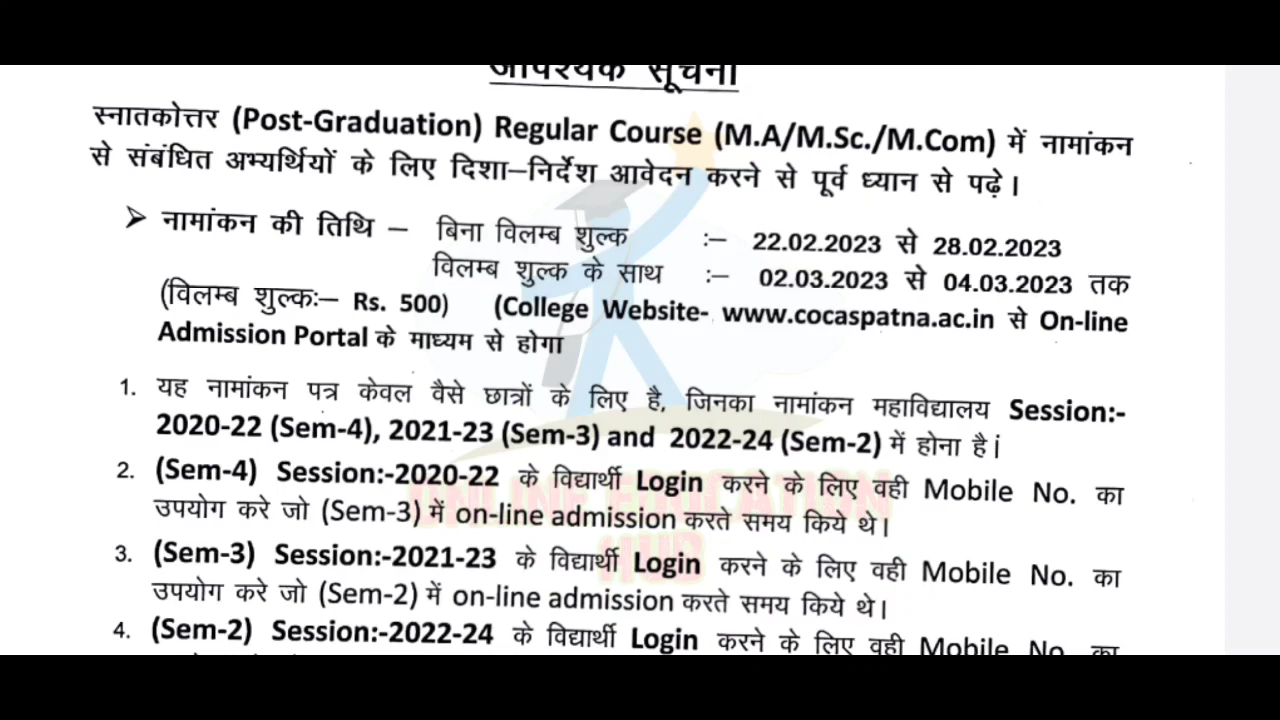 आवश्यक सूचना
स्नातकोत्तर (Post-Graduation) Regular Course (M.A/M.Sc./M.Com) में नामांकन
से संबंधित अभ्यर्थियों के लिए दिशा–निर्देश आवेदन करने से पूर्व ध्यान से पढ़े।
➢ नामांकन की तिथि – बिना विलम्ब शुल्क :– 22.02.2023 से 28.02.2023
विलम्ब शुल्क के साथ :– 02.03.2023 से 04.03.2023 तक
(विलम्ब शुल्कः– Rs. 500) (College Website- www.cocaspatna.ac.in से On-line
Admission Portal के माध्यम से होगा
1. यह नामांकन पत्र केवल वैसे छात्रों के लिए है, जिनका नामांकन महाविद्यालय Session:-
2020-22 (Sem-4), 2021-23 (Sem-3) and 2022-24 (Sem-2) में होना है।
2. (Sem-4) Session:-2020-22 के विद्यार्थी Login करने के लिए वही Mobile No. का
उपयोग करे जो (Sem-3) में on-line admission करते समय किये थे।
ONLINE EDUCATION
HUB
3. (Sem-3) Session:-2021-23 के विद्यार्थी Login करने के लिए वही Mobile No. का
उपयोग करे जो (Sem-2) में on-line admission करते समय किये थे।
4. (Sem-2) Session:-2022-24 के विद्यार्थी Login करने के लिए वही Mobile No. का